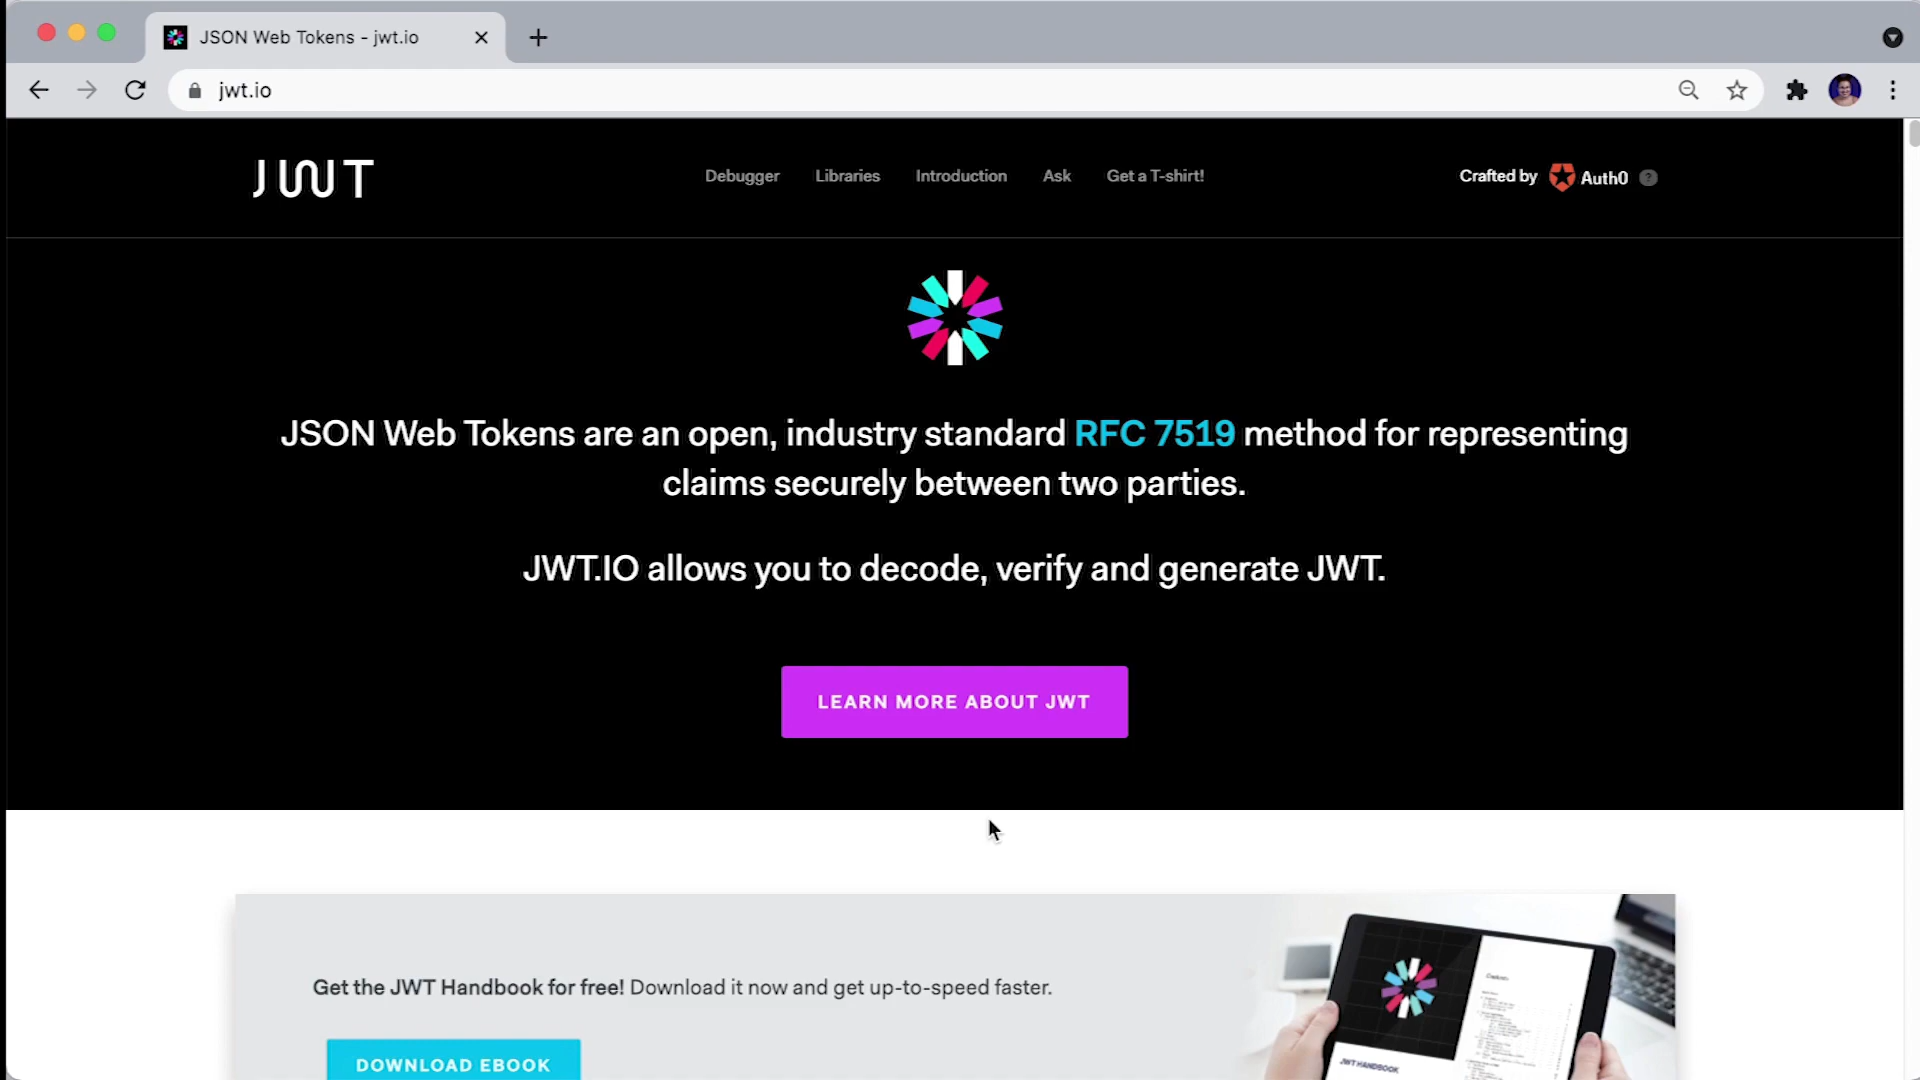 JSON Web Tokens - jwt.io
jwt.io
JWT
Debugger
Libraries
Introduction
Ask
Get a T-shirt!
Crafted by
Auth0
?
JSON Web Tokens are an open, industry standard RFC 7519 method for representing
claims securely between two parties.
JWT.IO allows you to decode, verify and generate JWT.
LEARN MORE ABOUT JWT
Get the JWT Handbook for free! Download it now and get up-to-speed faster.
DOWNLOAD EBOOK
JWT HANDBOOK